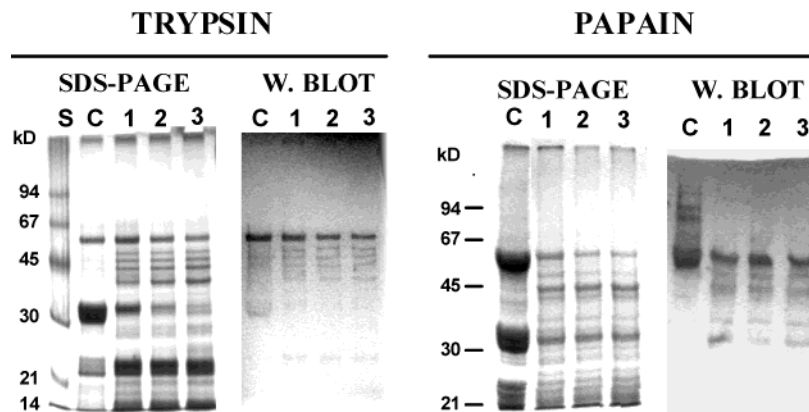 TRYPSIN PAPAIN
SDS-PAGE W. BLOT SDS-PAGE W. BLOT
S C 1 2 3 C 1 2 3 C 1 2 3 C 1 2 3
kD kD
94 94
67 67
45 45
30 30
21 21
14